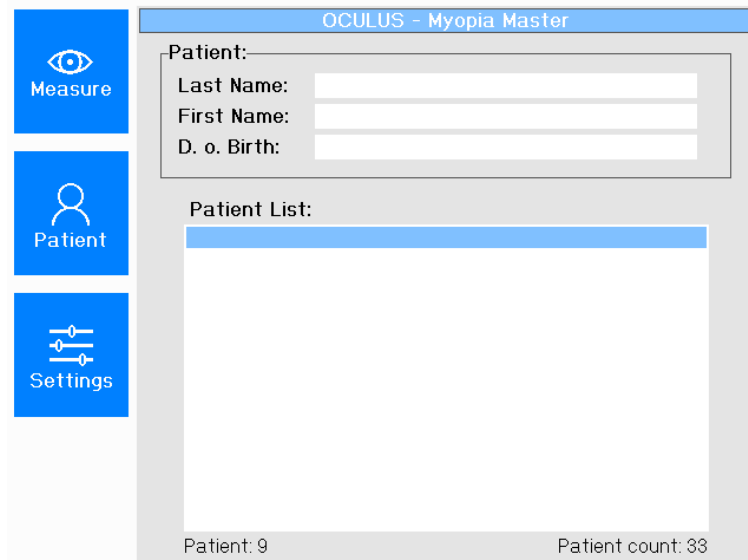 OCULUS - Myopia Master
Measure
Patient
Settings
Patient:
Last Name:
First Name:
D. o. Birth:
Patient List:
Patient: 9
Patient count: 33